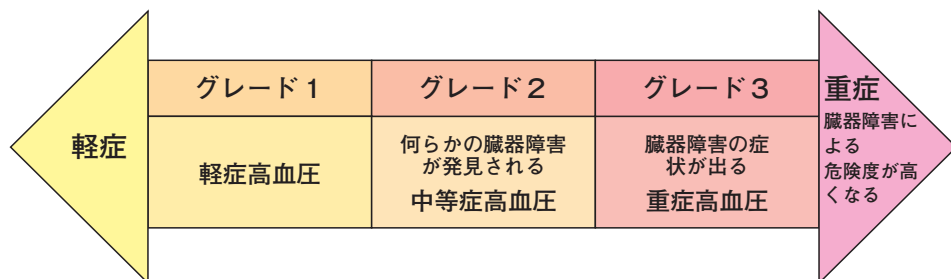 軽症
グレード1
軽症高血圧
グレード2
何らかの臓器障害
が発見される
中等症高血圧
グレード3
臓器障害の症
状が出る
重症高血圧
重症
臓器障害に
よる
危険度が高
くなる